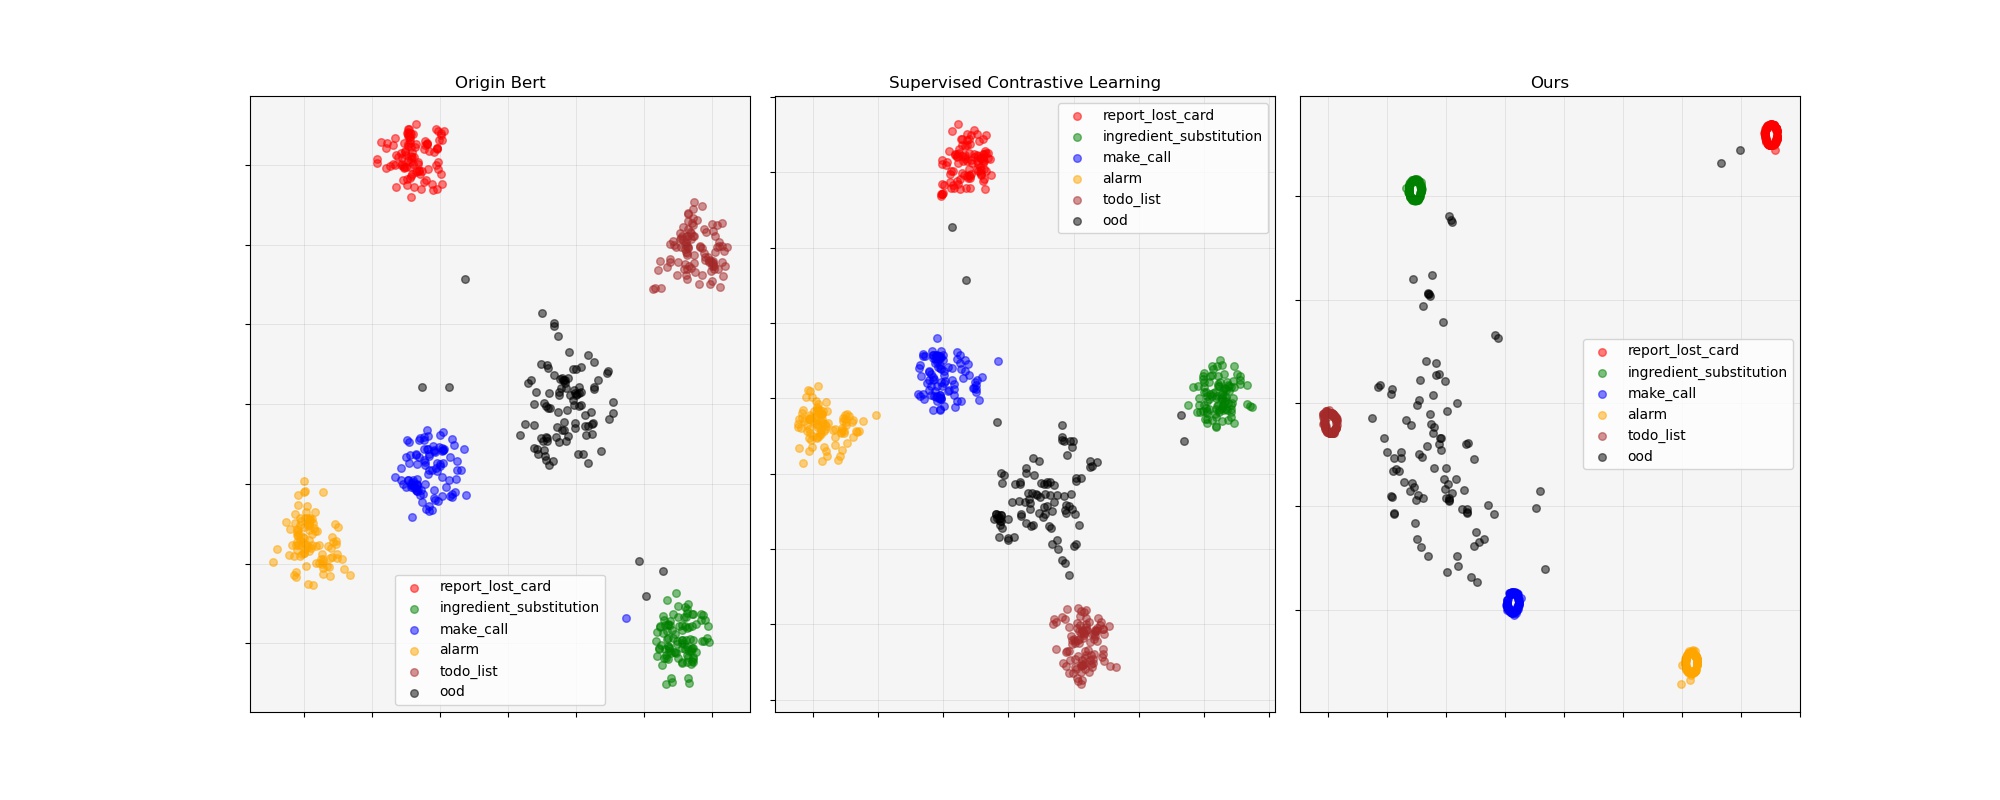 Origin Bert
report_lost_card
ingredient_substitution
make_call
alarm
todo_list
ood
Supervised Contrastive Learning
report_lost_card
ingredient_substitution
make_call
alarm
todo_list
ood
Ours
report_lost_card
ingredient_substitution
make_call
alarm
todo_list
ood